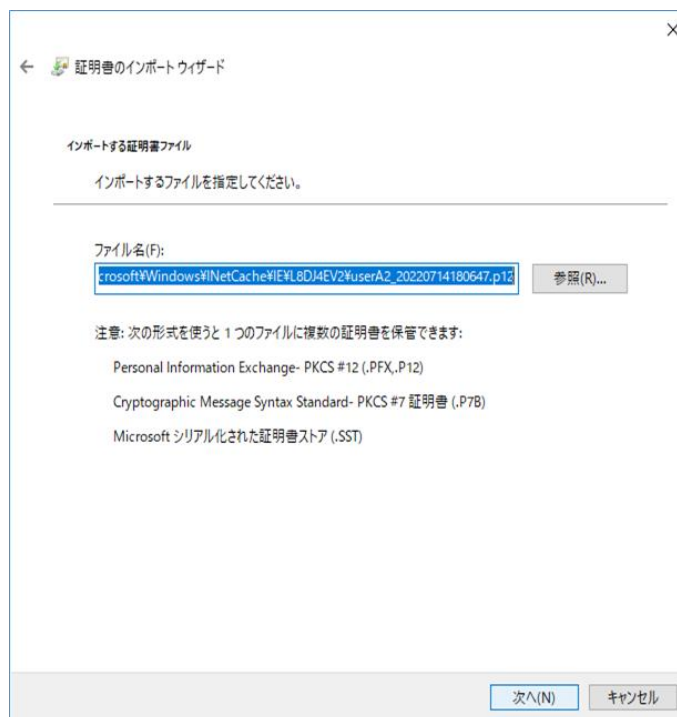 証明書のインポート ウィザード
インポートする証明書ファイル
インポートするファイルを指定してください。
ファイル名(F):
crosoft¥Windows¥INetCache¥IE¥L8DJ4EV2¥userA2_20220714180647.p12
参照(R)...
注意: 次の形式を使うと 1 つのファイルに複数の証明書を保管できます:
Personal Information Exchange- PKCS #12 (.PFX,.P12)
Cryptographic Message Syntax Standard- PKCS #7 証明書 (.P7B)
Microsoft シリアル化された証明書ストア (.SST)
次へ(N)
キャンセル